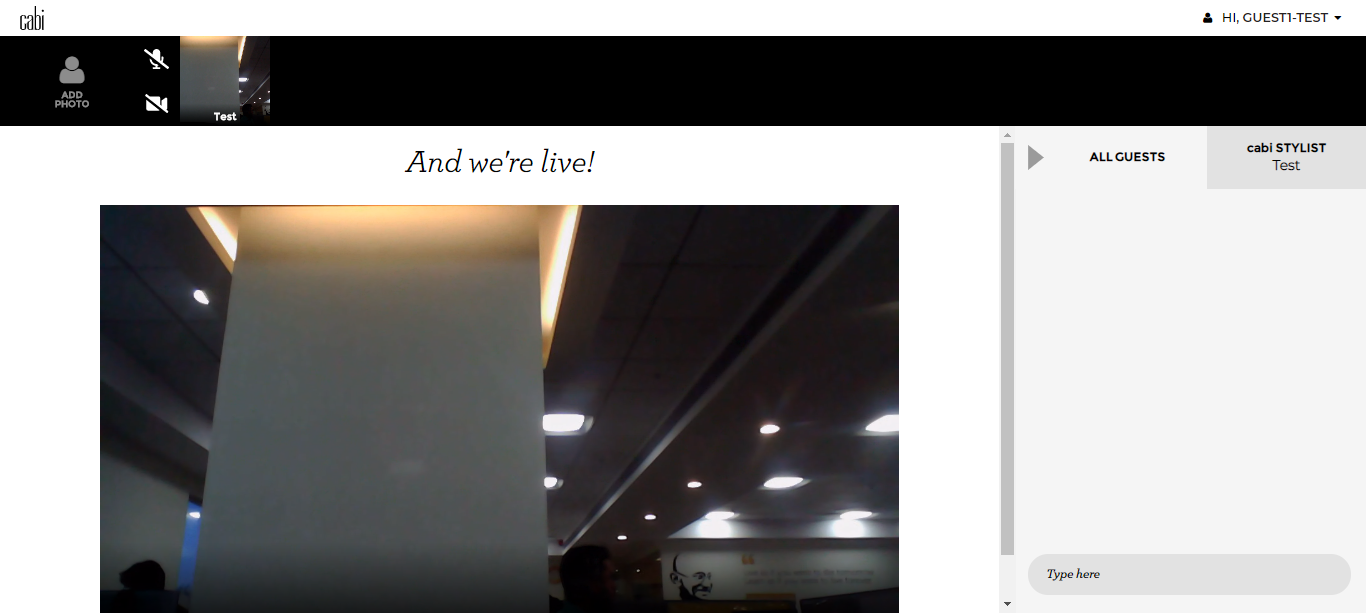 cabi
HI, GUEST1-TEST
ADD
PHOTO
Test
And we're live!
ALL GUESTS
cabi STYLIST
Test
Type here